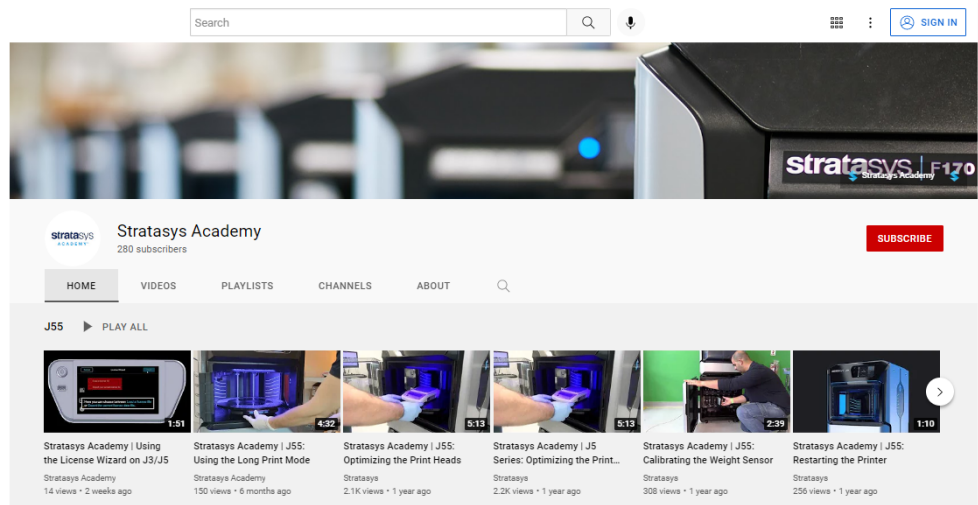 Search
SIGN IN
stratasys | F170
Stratasys Academy
stratasys
ACADEMY
Stratasys Academy
280 subscribers
SUBSCRIBE
HOME
VIDEOS
PLAYLISTS
CHANNELS
ABOUT
J55
PLAY ALL
1:51
4:32
5:13
5:13
2:39
1:10
Stratasys Academy | Using
the License Wizard on J3/J5
Stratasys Academy
14 views • 2 weeks ago
Stratasys Academy | J55:
Using the Long Print Mode
Stratasys Academy
150 views • 6 months ago
Stratasys Academy | J55:
Optimizing the Print Heads
Stratasys
2.1K views • 1 year ago
Stratasys Academy | J5
Series: Optimizing the Print...
Stratasys
2.2K views • 1 year ago
Stratasys Academy | J55:
Calibrating the Weight Sensor
Stratasys
308 views • 1 year ago
Stratasys Academy | J55:
Restarting the Printer
Stratasys
256 views • 1 year ago